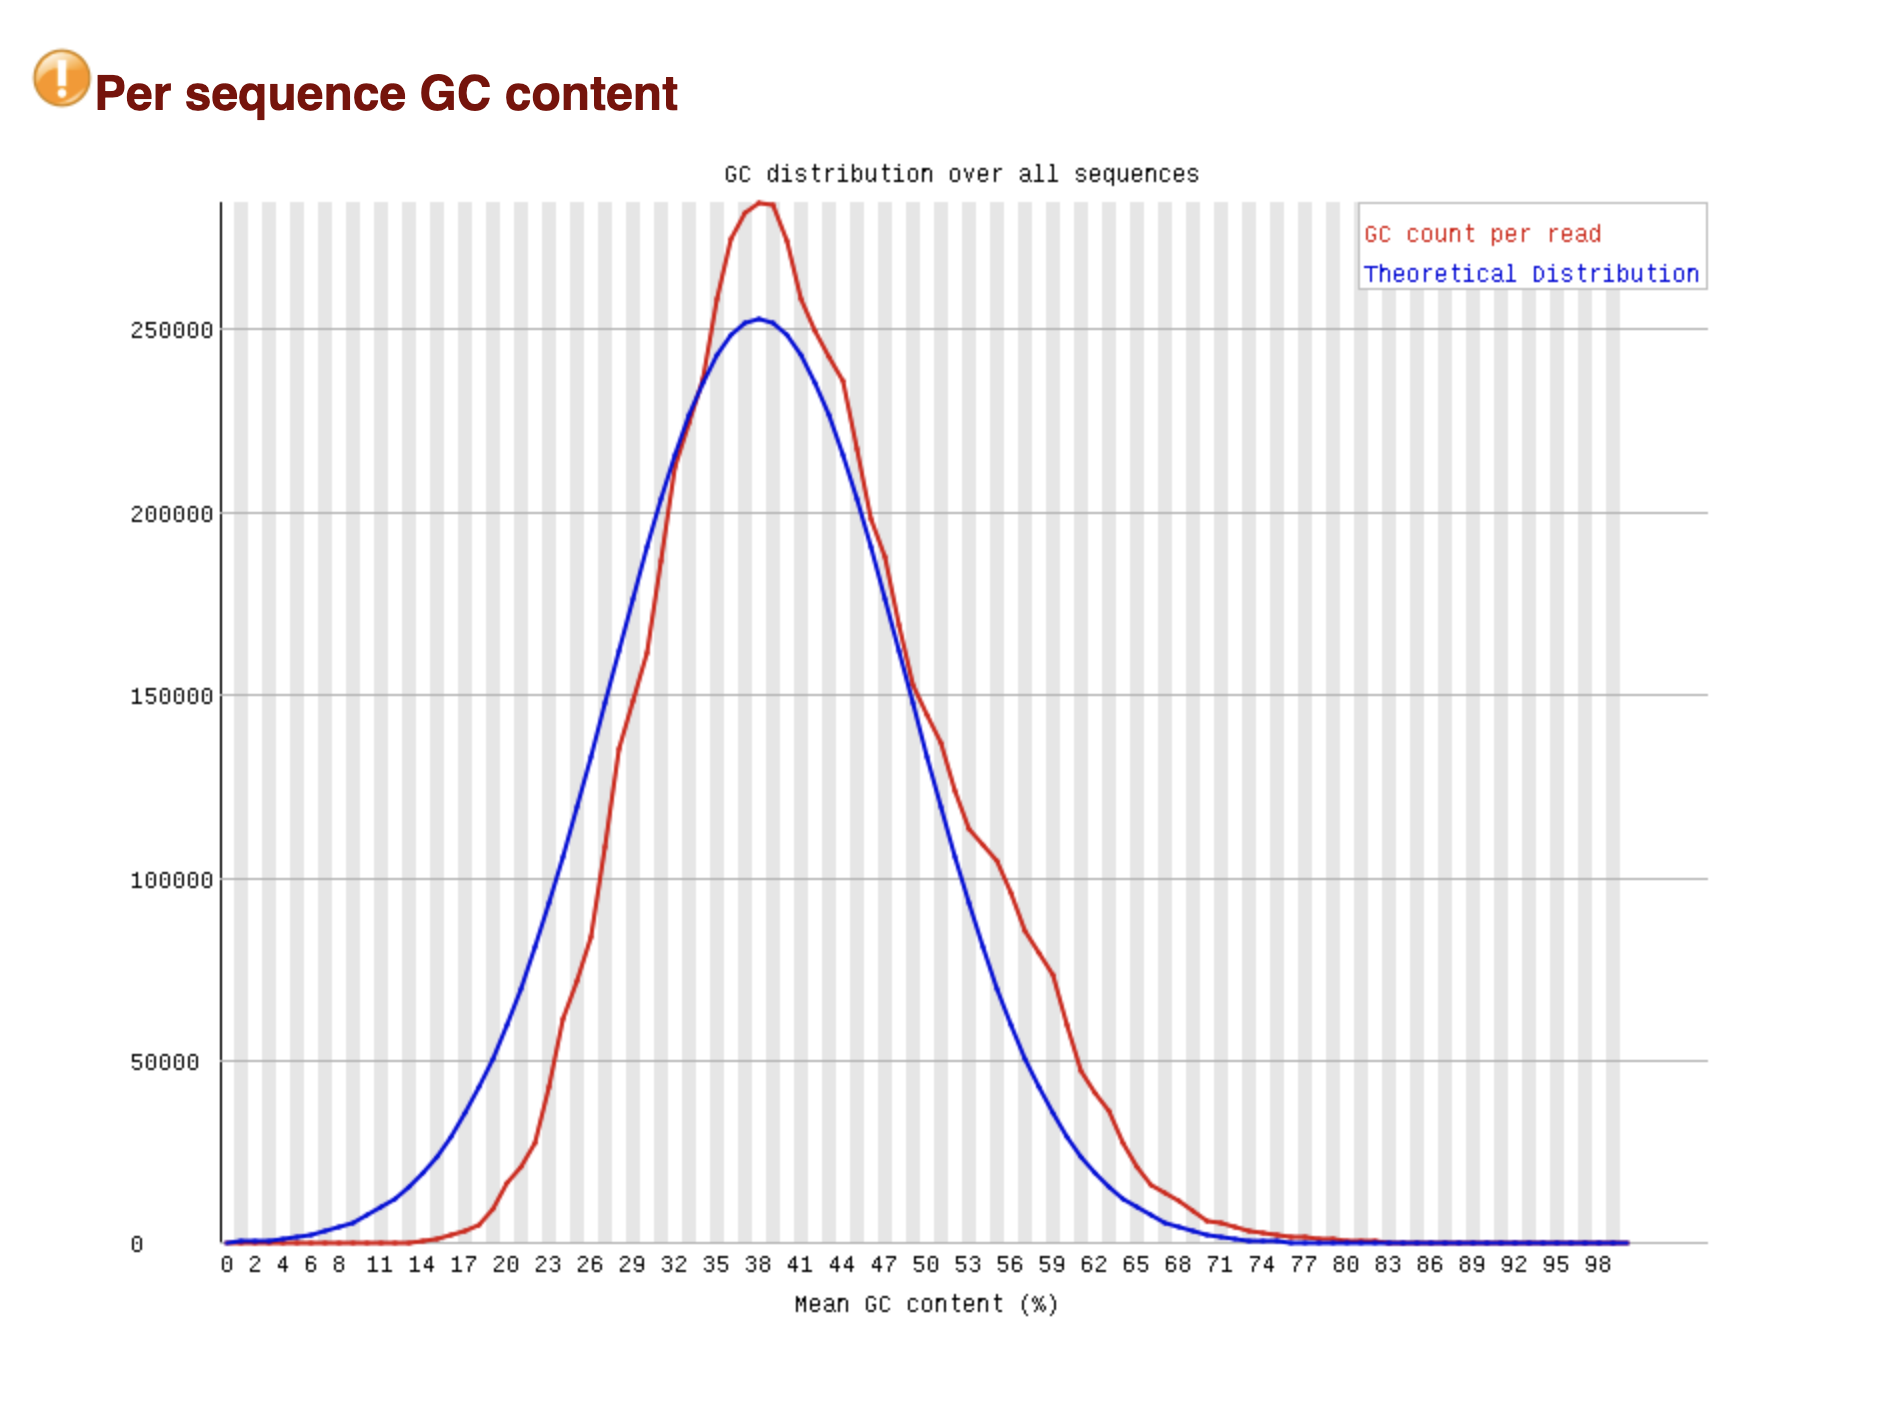 Per sequence GC content
GC distribution over all sequences
GC count per read
Theoretical Distribution
250000
200000
150000
100000
50000
0
0 2 4 6 8 11 14 17 20 23 26 29 32 35 38 41 44 47 50 53 56 59 62 65 68 71 74 77 80 83 86 89 92 95 98
Mean GC content (%)